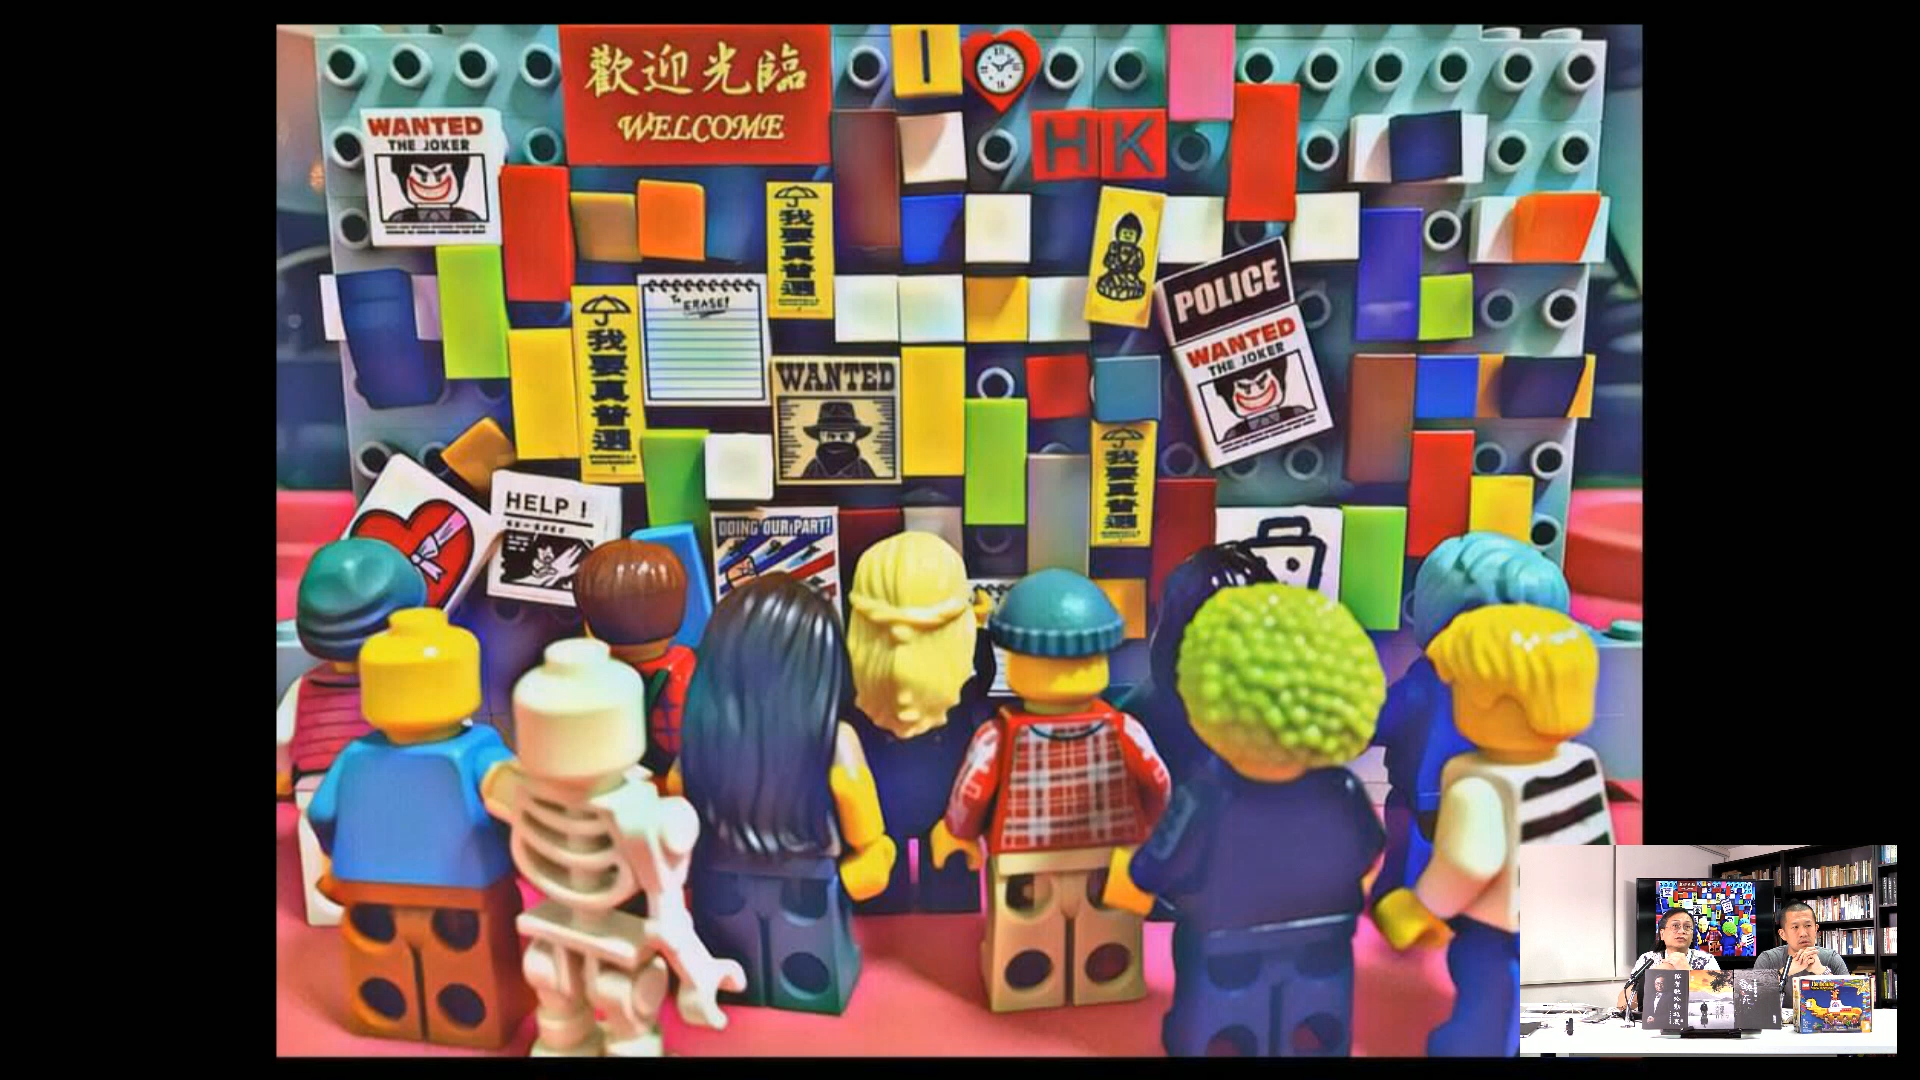 歡迎光臨
WELCOME
I
HK
WANTED
THE JOKER
我要真普選
To ERASE!
我要真普選
WANTED
POLICE
WANTED
THE JOKER
我要真普選
HELP !
DOING OUR PART!